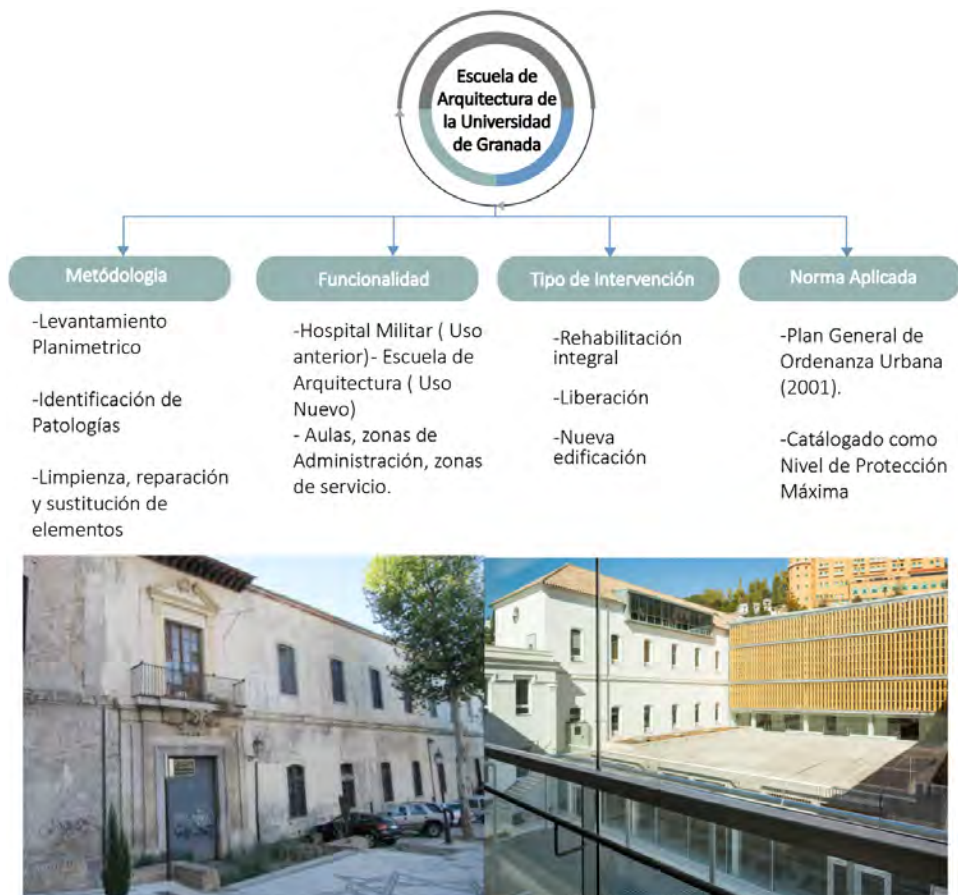 Escuela de
Arquitectura de
la Universidad
de Granada
Metódologia
-Levantamiento
Planimetrico
-Identificación de
Patologías
-Limpienza, reparación
y sustitución de
elementos
Funcionalidad
-Hospital Militar ( Uso
anterior)- Escuela de
Arquitectura ( Uso
Nuevo)
- Aulas, zonas de
Administración, zonas
de servicio.
Tipo de Intervención
-Rehabilitación
integral
-Liberación
-Nueva
edificación
Norma Aplicada
-Plan General de
Ordenanza Urbana
(2001).
-Catálogado como
Nivel de Protección
Máxima